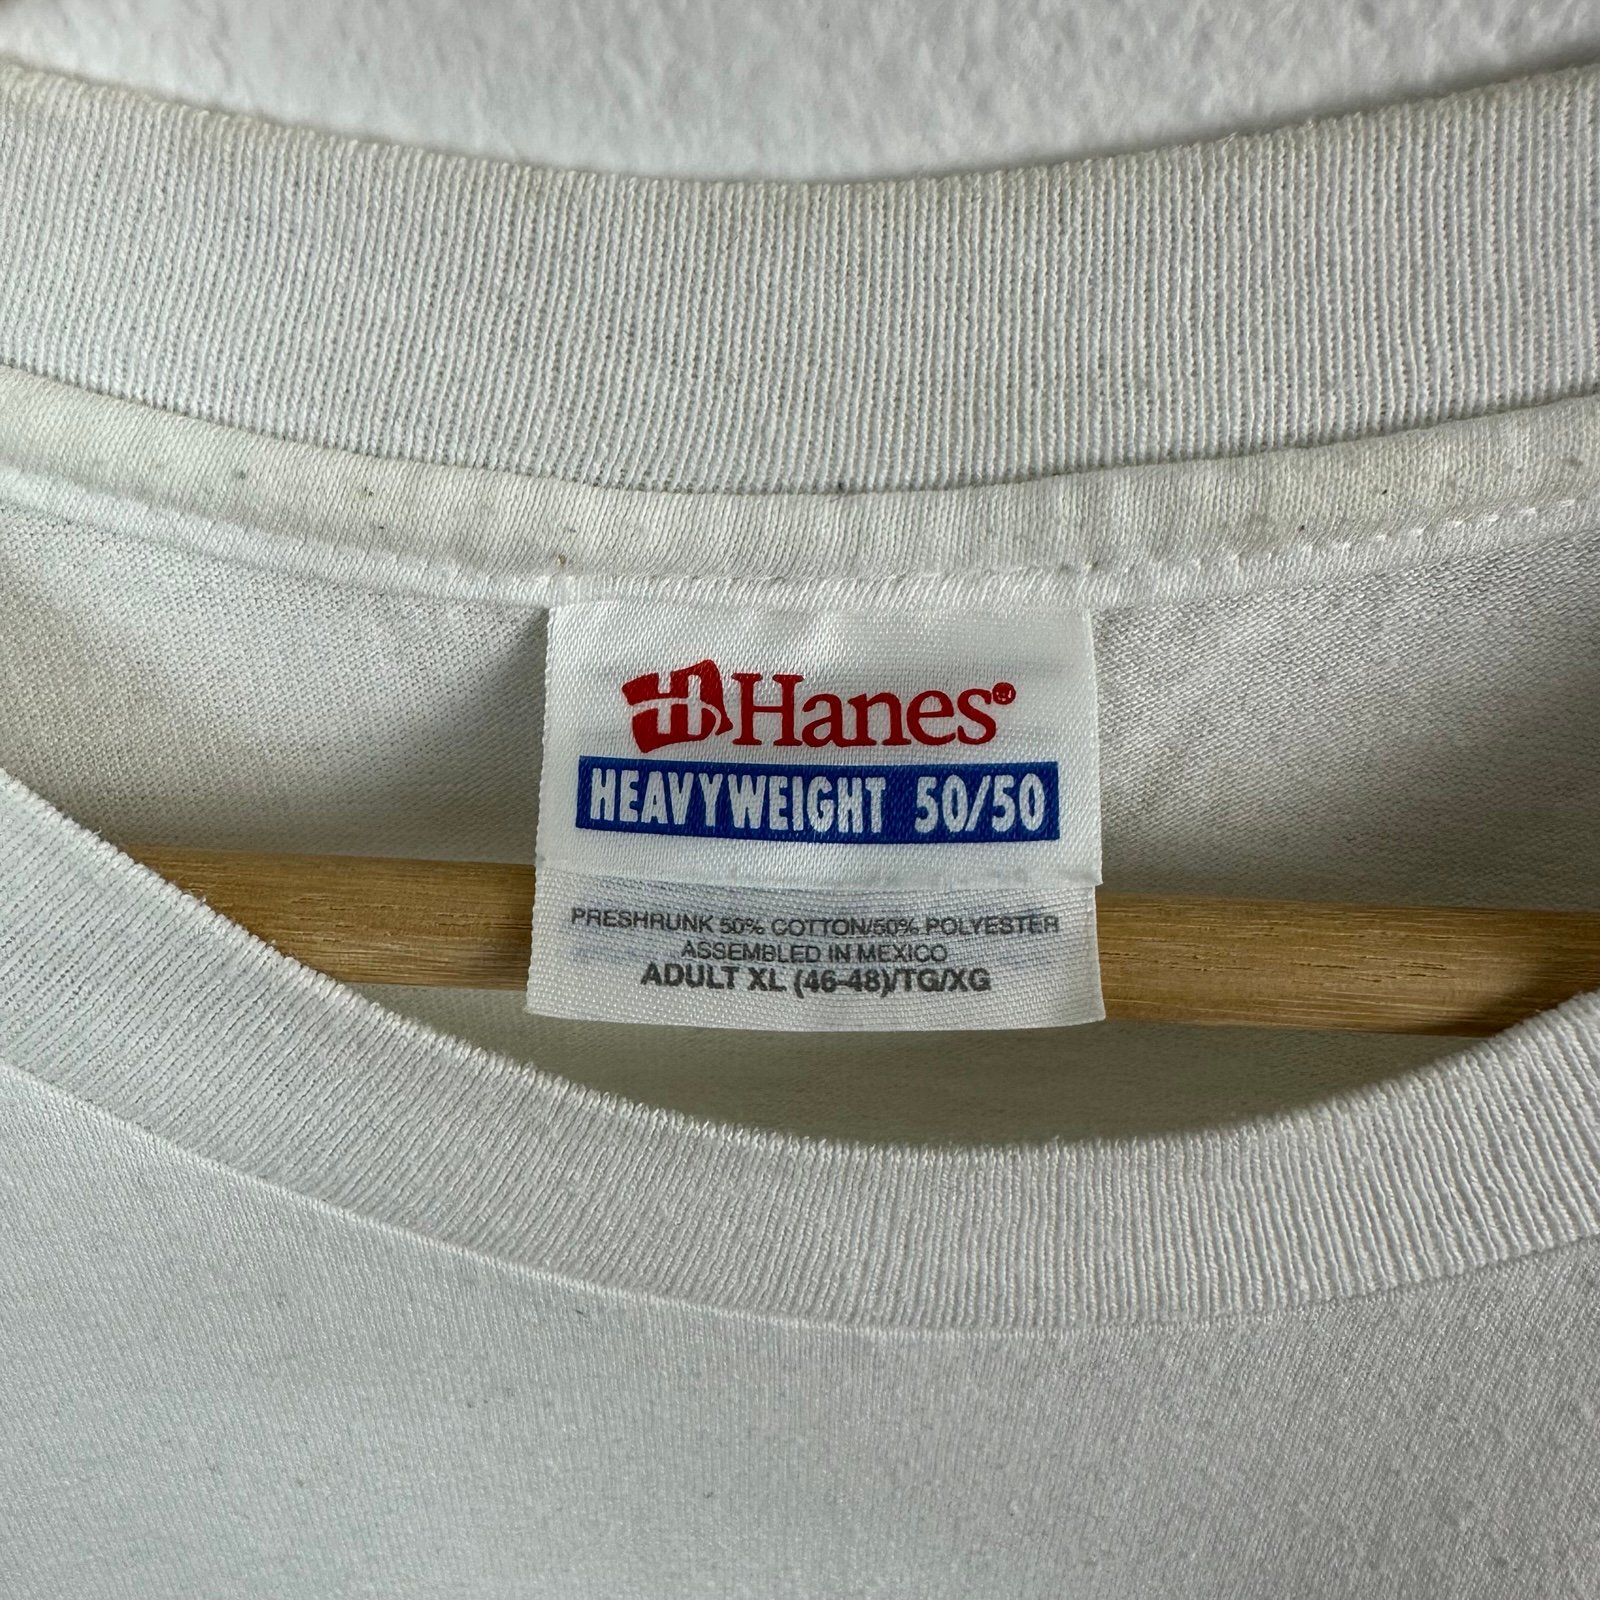 Hanes®
HEAVYWEIGHT 50/50
PRESHRUNK 50% COTTON/50% POLYESTER
ASSEMBLED IN MEXICO
ADULT XL (46-48)/TG/XG